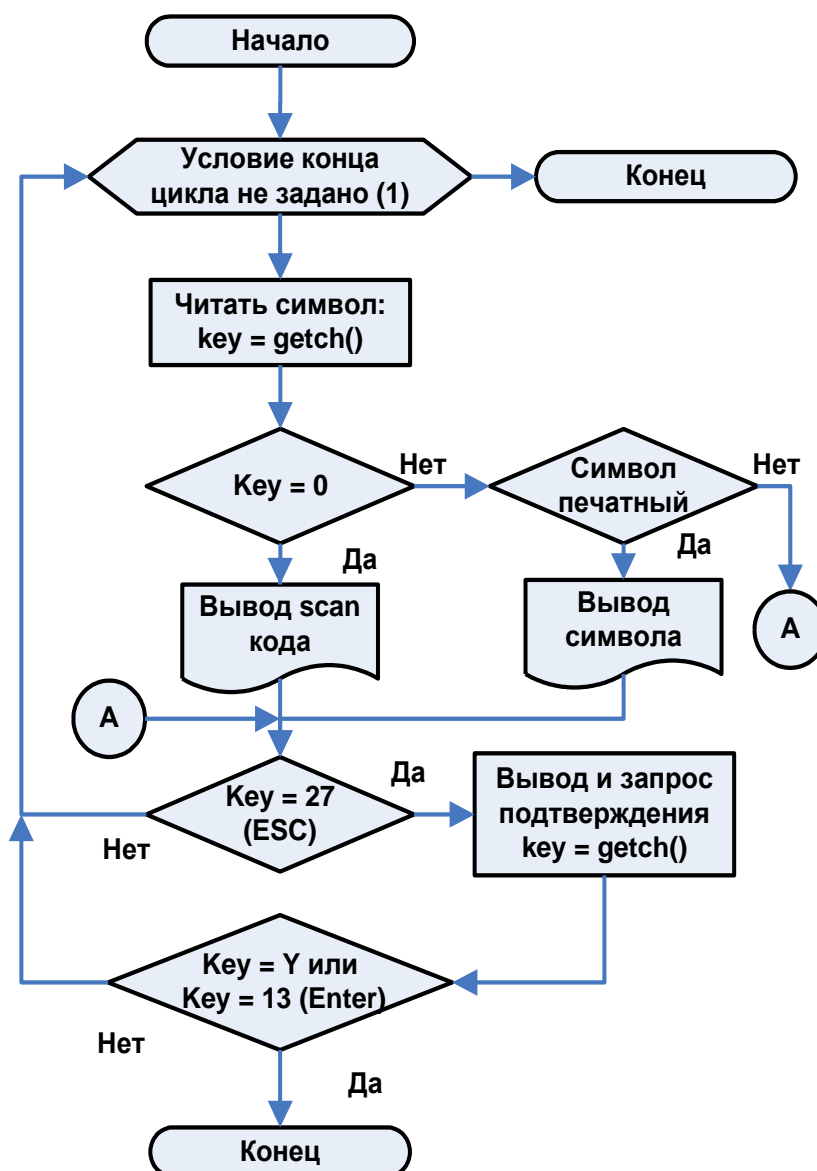 Начало
Условие конца
цикла не задано (1)
Конец
Читать символ:
key = getch()
Key = 0
Нет
Символ
печатный
Нет
Да
Да
Вывод scan
кода
Вывод
символа
А
А
Key = 27
(ESC)
Да
Нет
Вывод и запрос
подтверждения
key = getch()
Key = Y или
Key = 13 (Enter)
Нет
Да
Конец